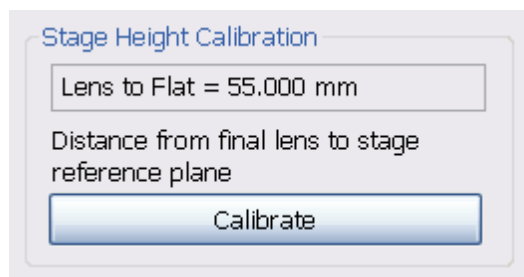 Stage Height Calibration
Lens to Flat = 55.000 mm
Distance from final lens to stage
reference plane
Calibrate